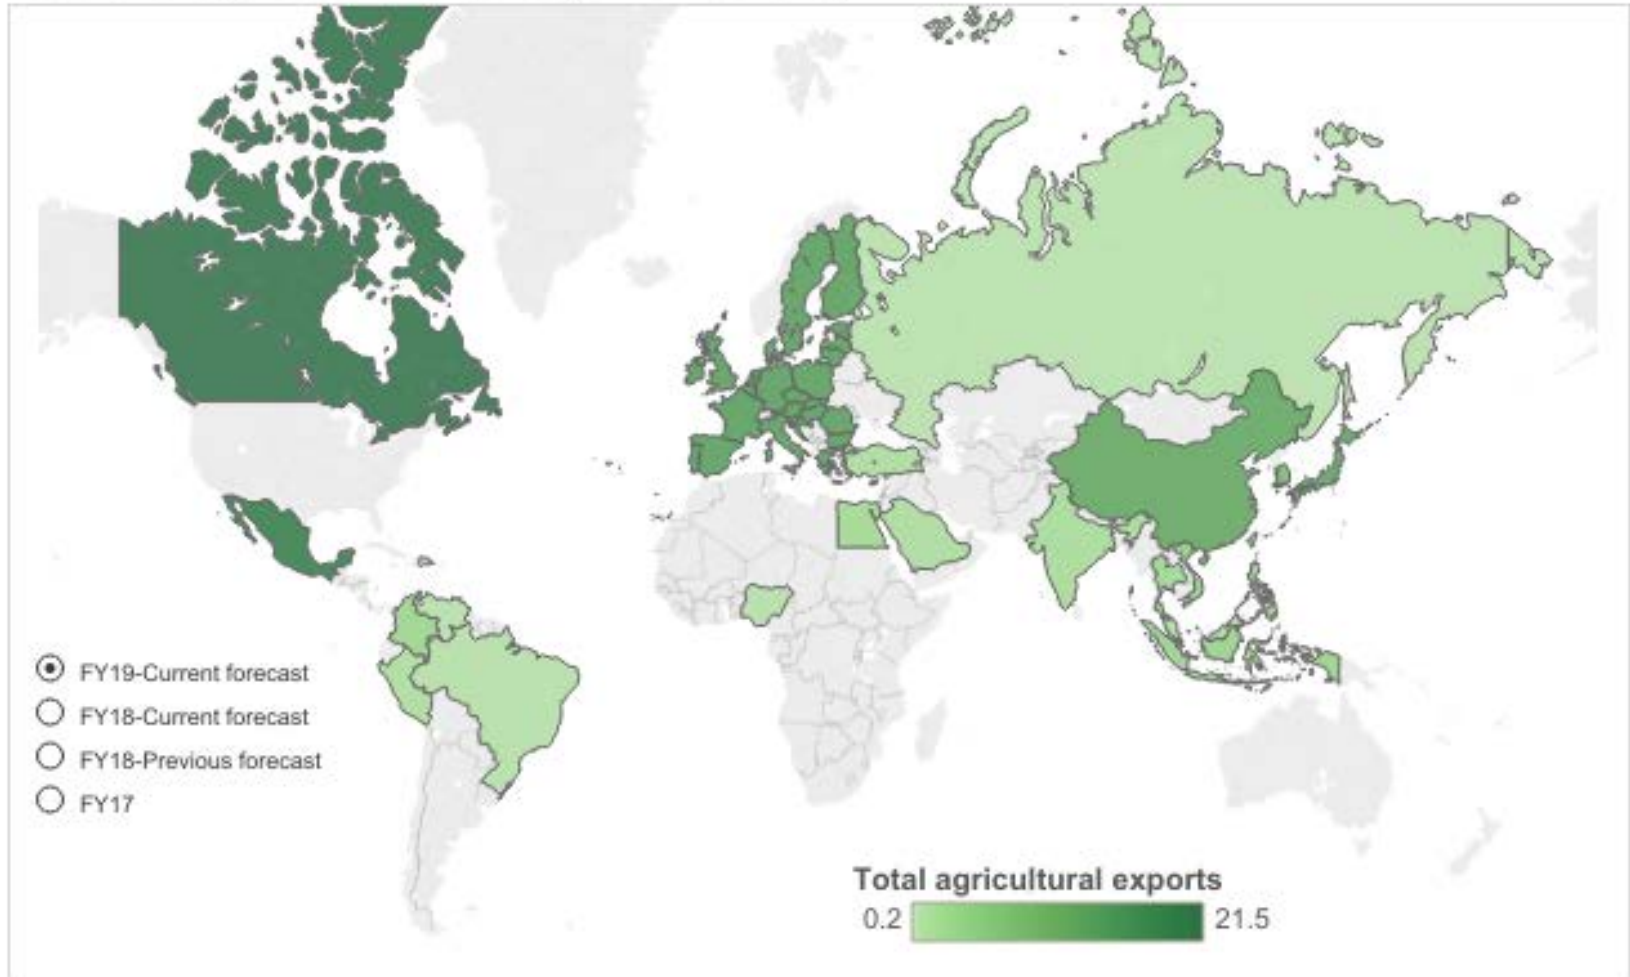 FY19-Current forecast
FY18-Current forecast
FY18-Previous forecast
FY17
Total agricultural exports
0.2 21.5